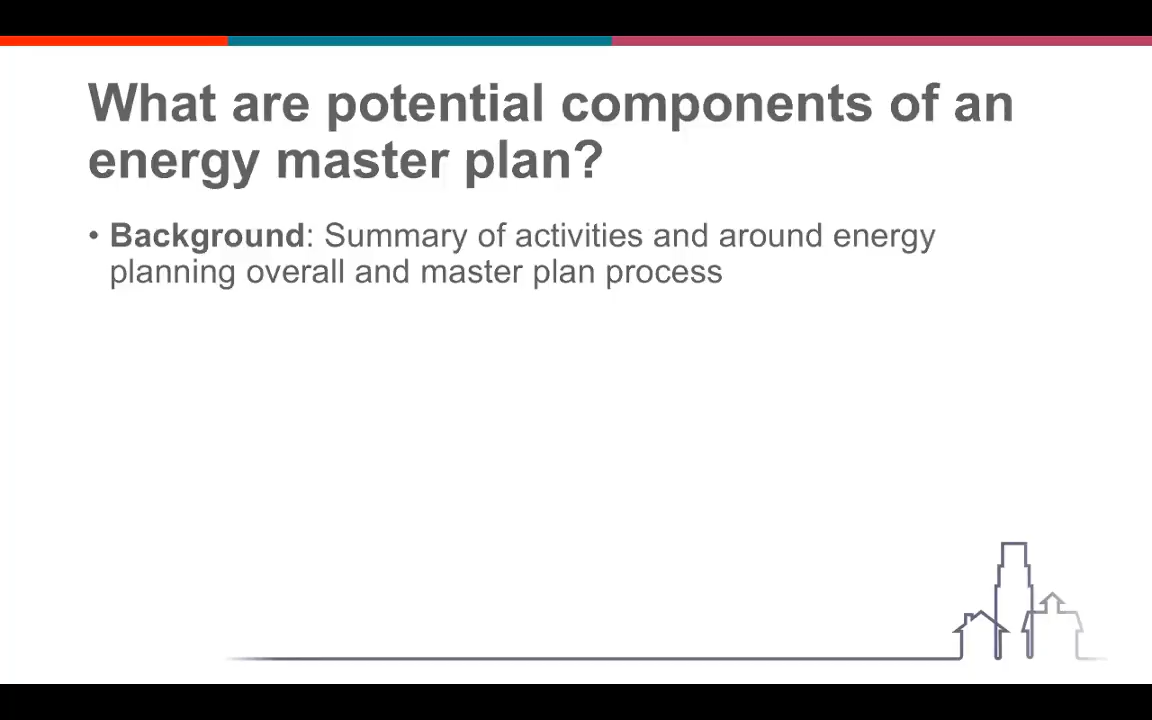 What are potential components of an
energy master plan?
• Background: Summary of activities and around energy
planning overall and master plan process